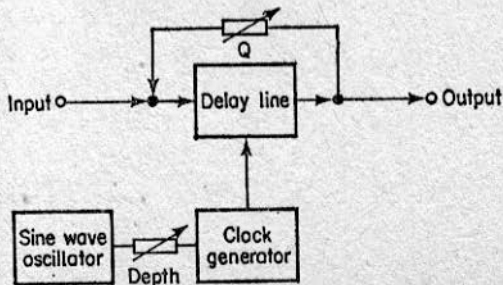 Q
Input
Delay line
Output
Sine wave
oscillator
Depth
Clock
generator